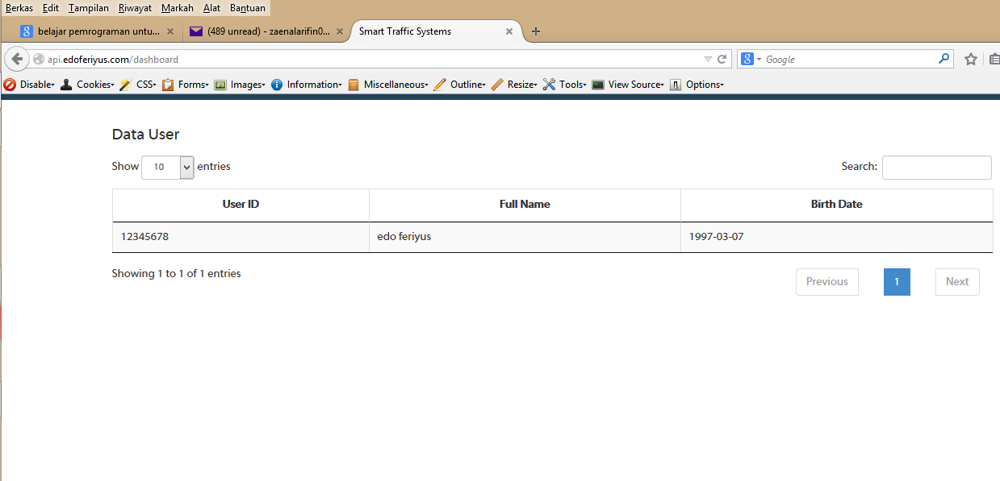 Berkas Edit Tampilan Riwayat Markah Alat Bantuan
belajar pemrograman untu... (489 unread) - zaenalarifin0... Smart Traffic Systems
api.edoferiyus.com/dashboard Google
Disable Cookies CSS Forms Images Information Miscellaneous Outline Resize Tools View Source Options
Data User
Show 10 entries Search:
User ID Full Name Birth Date
12345678 edo feriyus 1997-03-07
Showing 1 to 1 of 1 entries Previous 1 Next